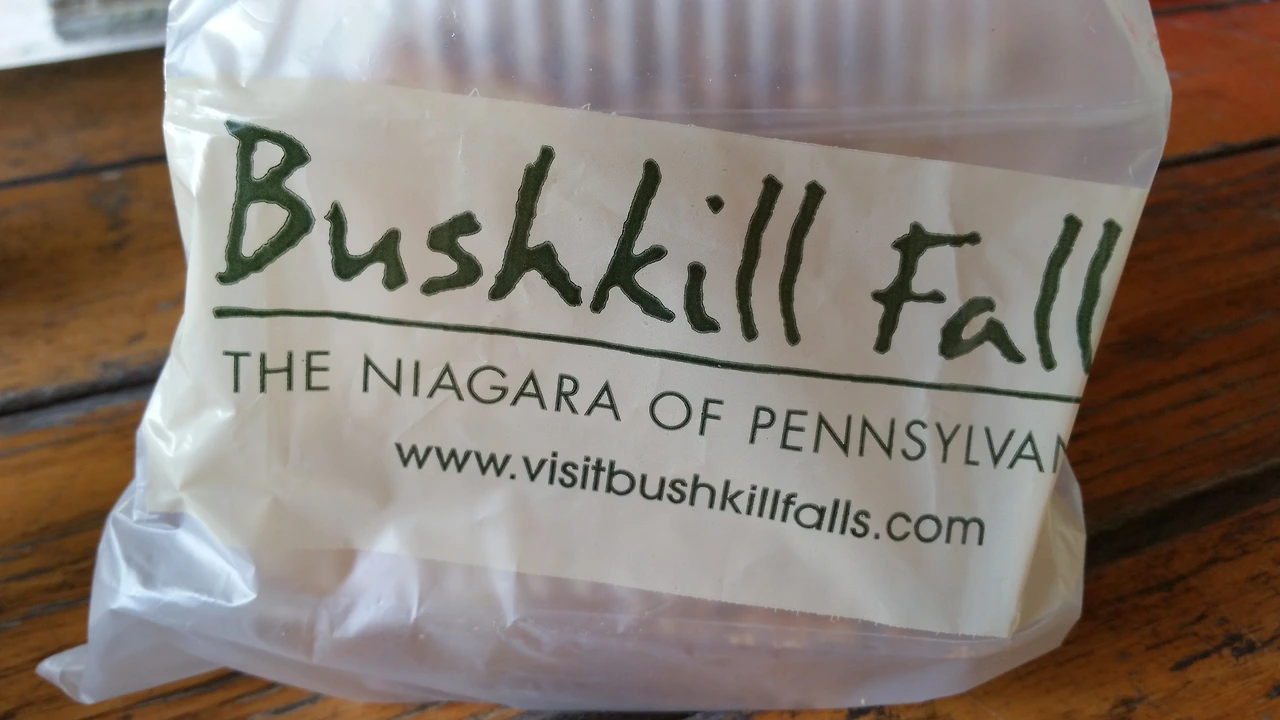 Bushkill Fall
THE NIAGARA OF PENNSYLVAN
www.visitbushkillfalls.com